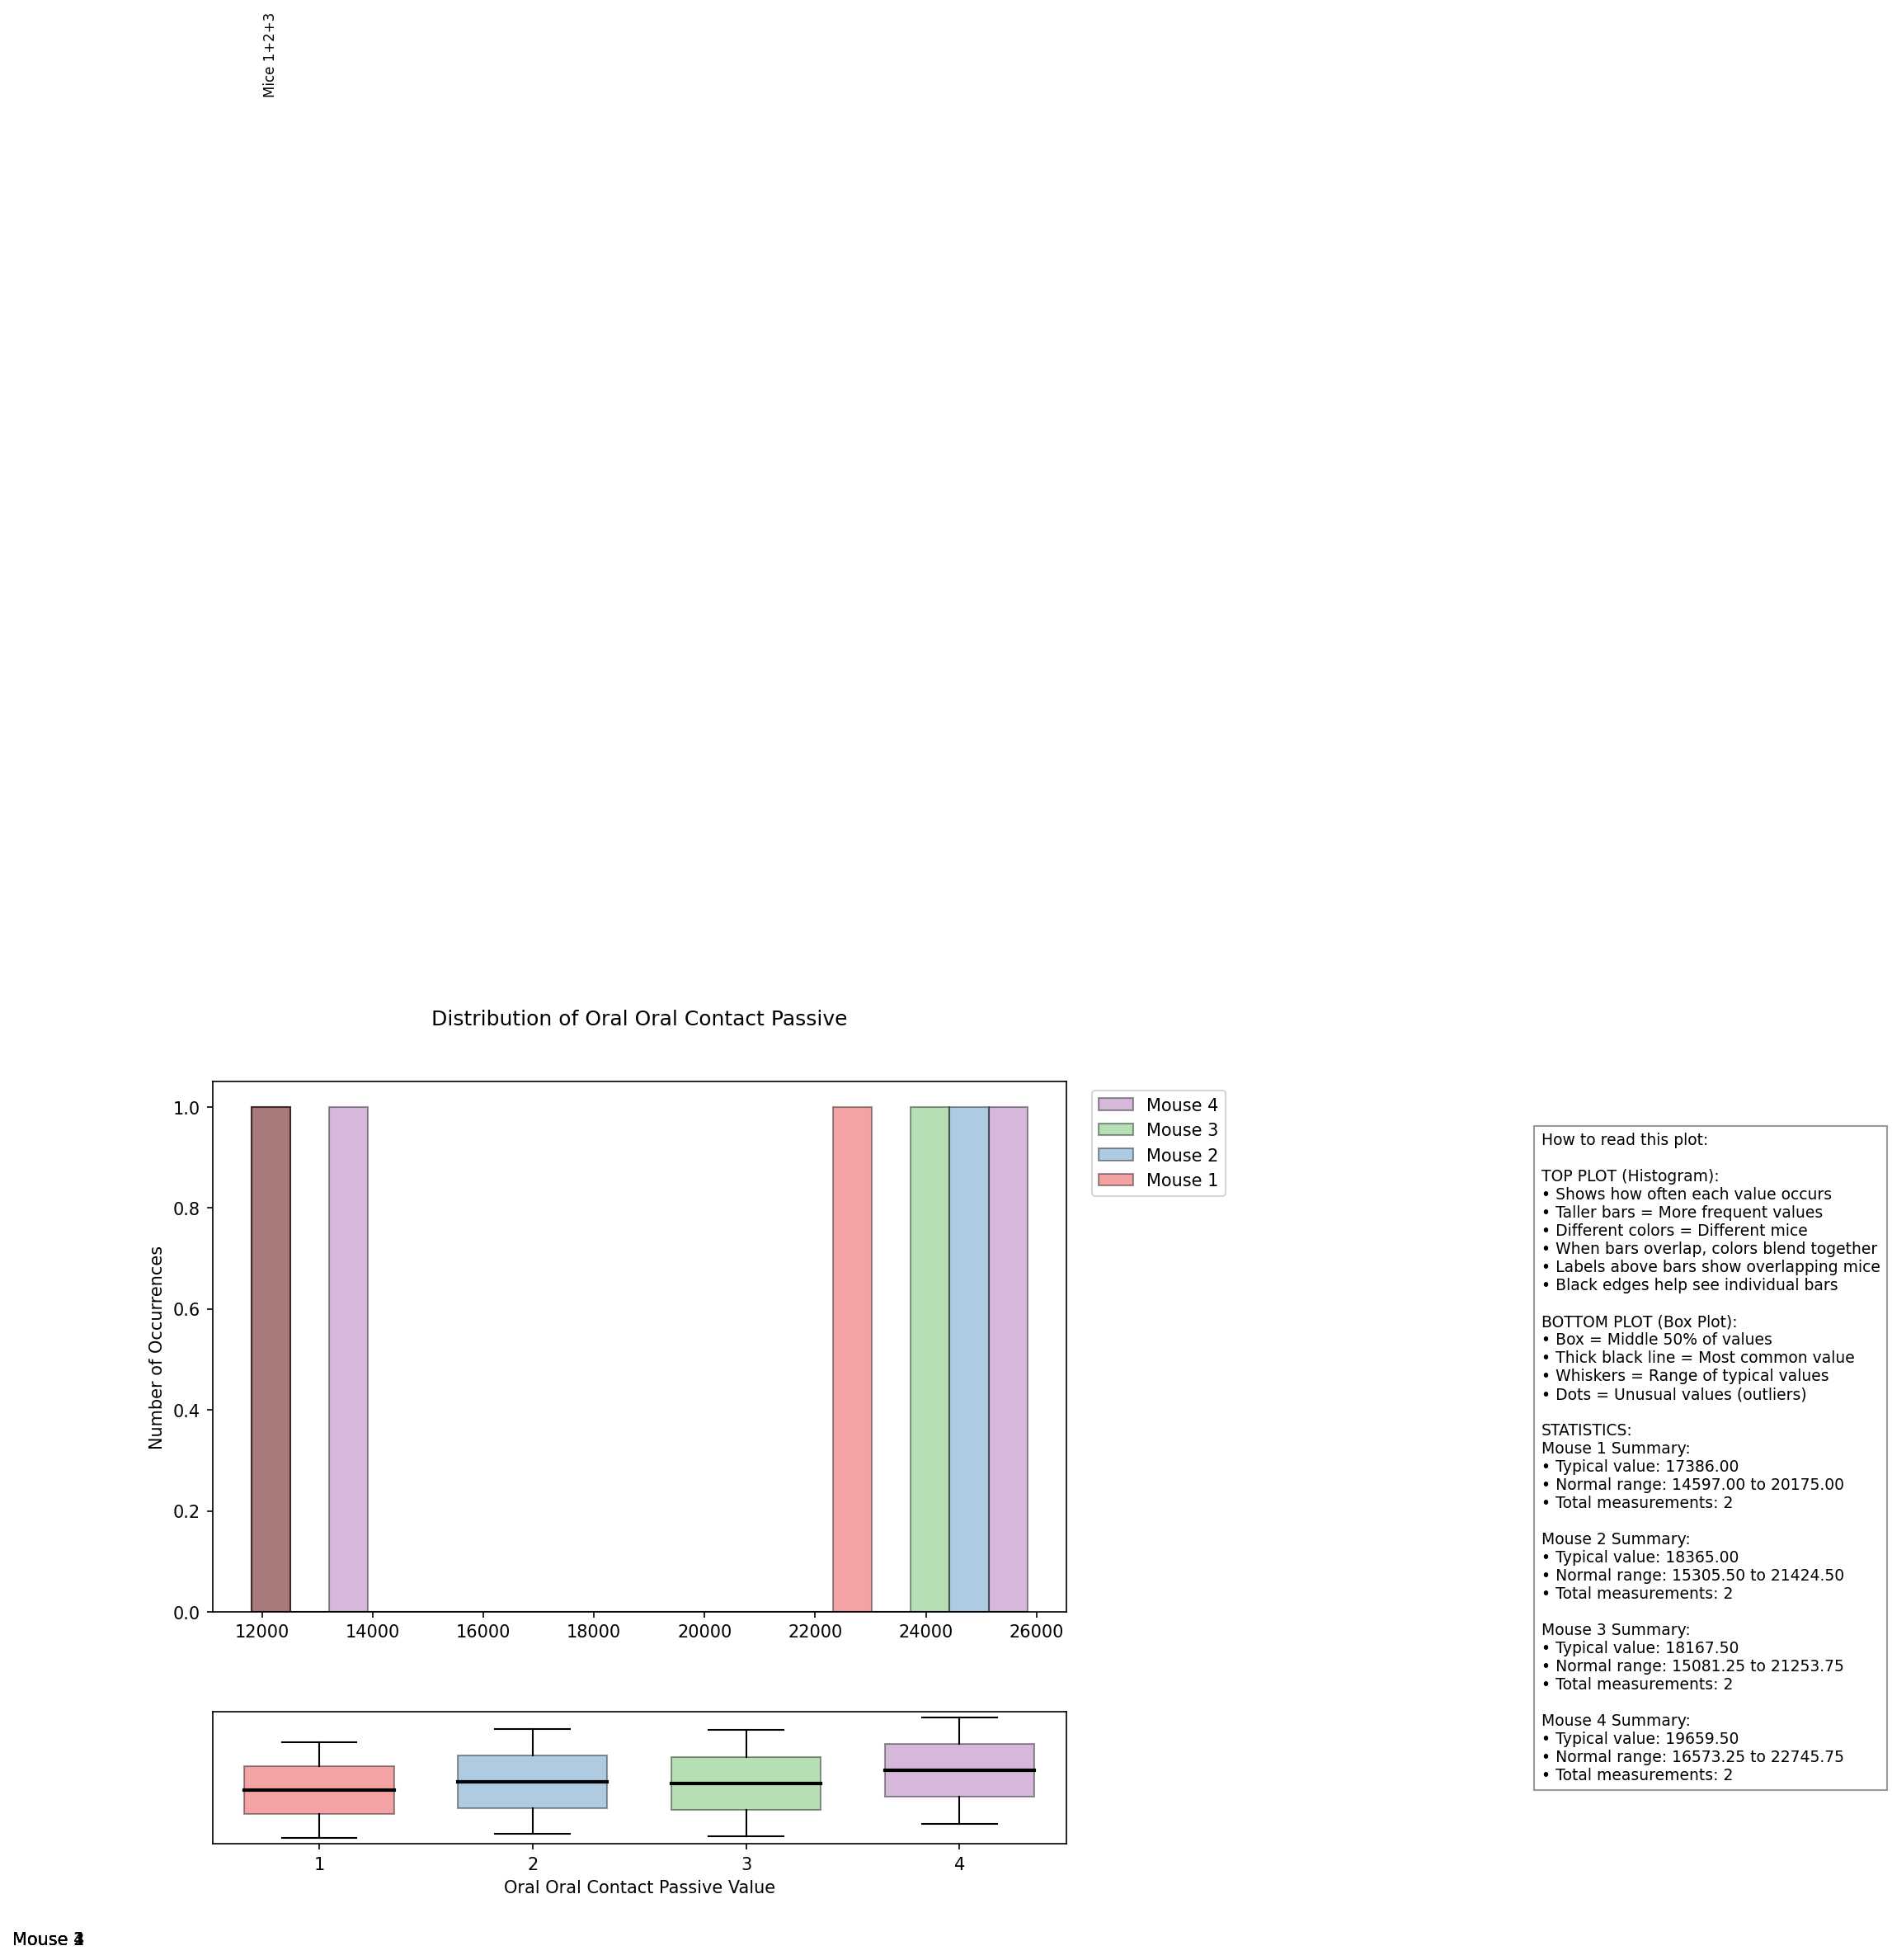 Mice 1+2+3
Distribution of Oral Oral Contact Passive
1.0
0.8
0.6
0.4
0.2
0.0
Number of Occurrences
12000 14000 16000 18000 20000 22000 24000 26000
Mouse 4
Mouse 3
Mouse 2
Mouse 1
How to read this plot:
TOP PLOT (Histogram):
• Shows how often each value occurs
• Taller bars = More frequent values
• Different colors = Different mice
• When bars overlap, colors blend together
• Labels above bars show overlapping mice
• Black edges help see individual bars
BOTTOM PLOT (Box Plot):
• Box = Middle 50% of values
• Thick black line = Most common value
• Whiskers = Range of typical values
• Dots = Unusual values (outliers)
STATISTICS:
Mouse 1 Summary:
• Typical value: 17386.00
• Normal range: 14597.00 to 20175.00
• Total measurements: 2
Mouse 2 Summary:
• Typical value: 18365.00
• Normal range: 15305.50 to 21424.50
• Total measurements: 2
Mouse 3 Summary:
• Typical value: 18167.50
• Normal range: 15081.25 to 21253.75
• Total measurements: 2
Mouse 4 Summary:
• Typical value: 19659.50
• Normal range: 16573.25 to 22745.75
• Total measurements: 2
1 2 3 4
Oral Oral Contact Passive Value
Mouse